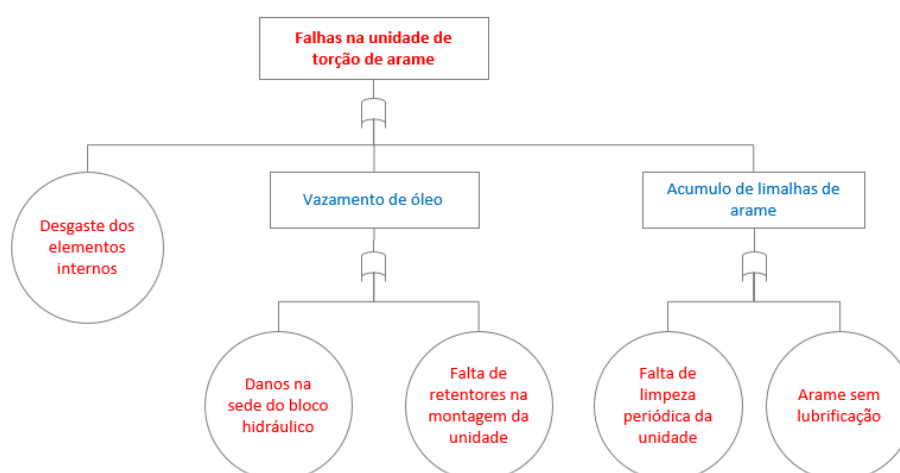 Falhas na unidade de
torção de arame
Desgaste dos
elementos
internos
Vazamento de óleo
Acumulo de limalhas de
arame
Danos na
sede do bloco
hidráulico
Falta de
retentores na
montagem da
unidade
Falta de
limpeza
periódica da
unidade
Arame sem
lubrificação